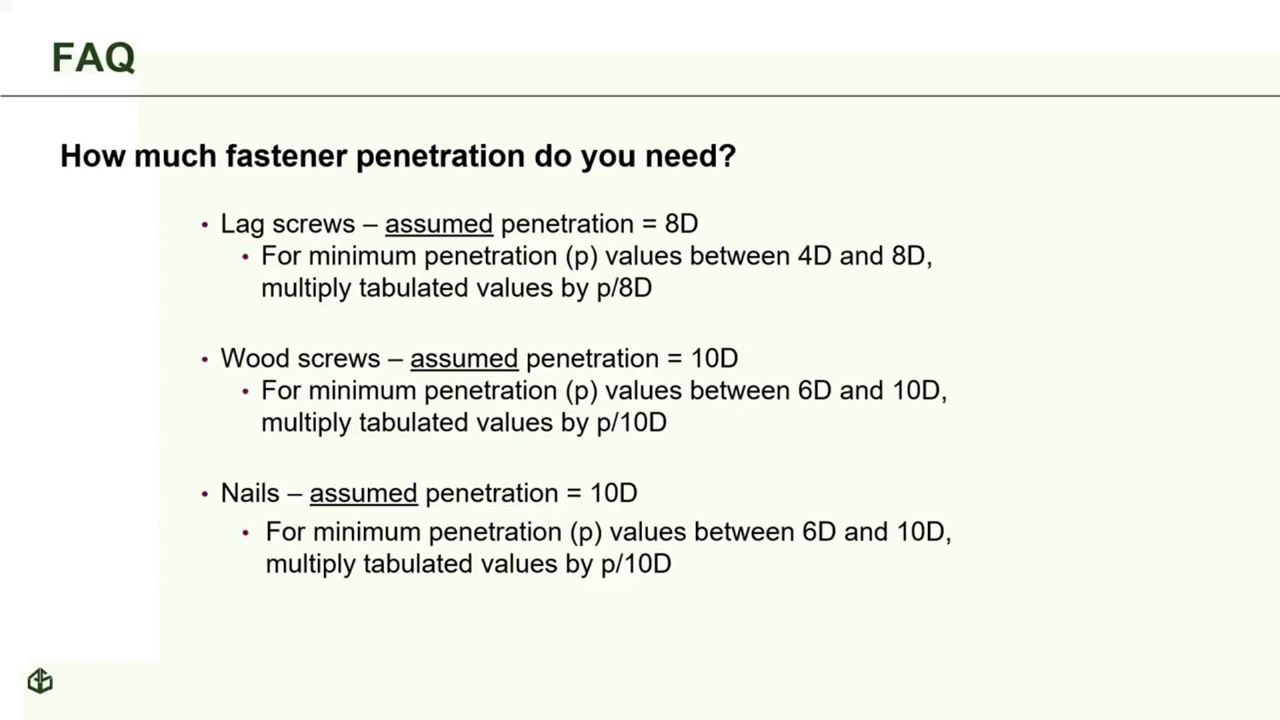 FAQ
How much fastener penetration do you need?
• Lag screws – assumed penetration = 8D
• For minimum penetration (p) values between 4D and 8D,
multiply tabulated values by p/8D
• Wood screws – assumed penetration = 10D
• For minimum penetration (p) values between 6D and 10D,
multiply tabulated values by p/10D
• Nails – assumed penetration = 10D
• For minimum penetration (p) values between 6D and 10D,
multiply tabulated values by p/10D